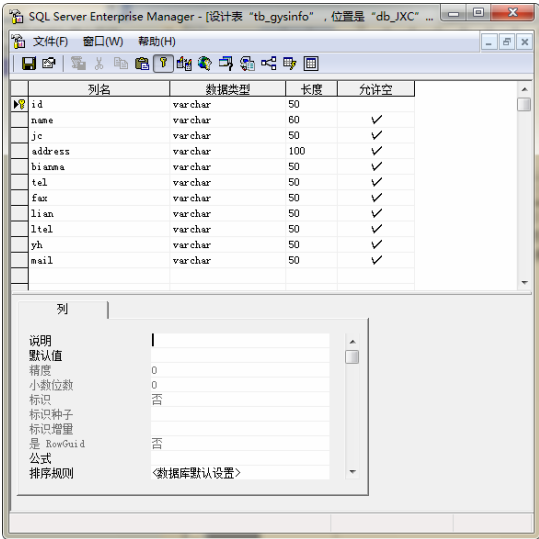 SQL Server Enterprise Manager - [设计表“tb_gysinfo” ，位置是“db_JXC” ...
文件(F) 窗口(W) 帮助(H)
列名 数据类型 长度 允许空
id varchar 50
name varchar 60
jc varchar 50
address varchar 100
bianma varchar 50
tel varchar 50
fax varchar 50
lian varchar 50
ltel varchar 50
yh varchar 50
mail varchar 50
列
说明
默认值
精度 0
小数位数 0
标识 否
标识种子
标识增量
是 RowGuid 否
公式
排序规则 <数据库默认设置>